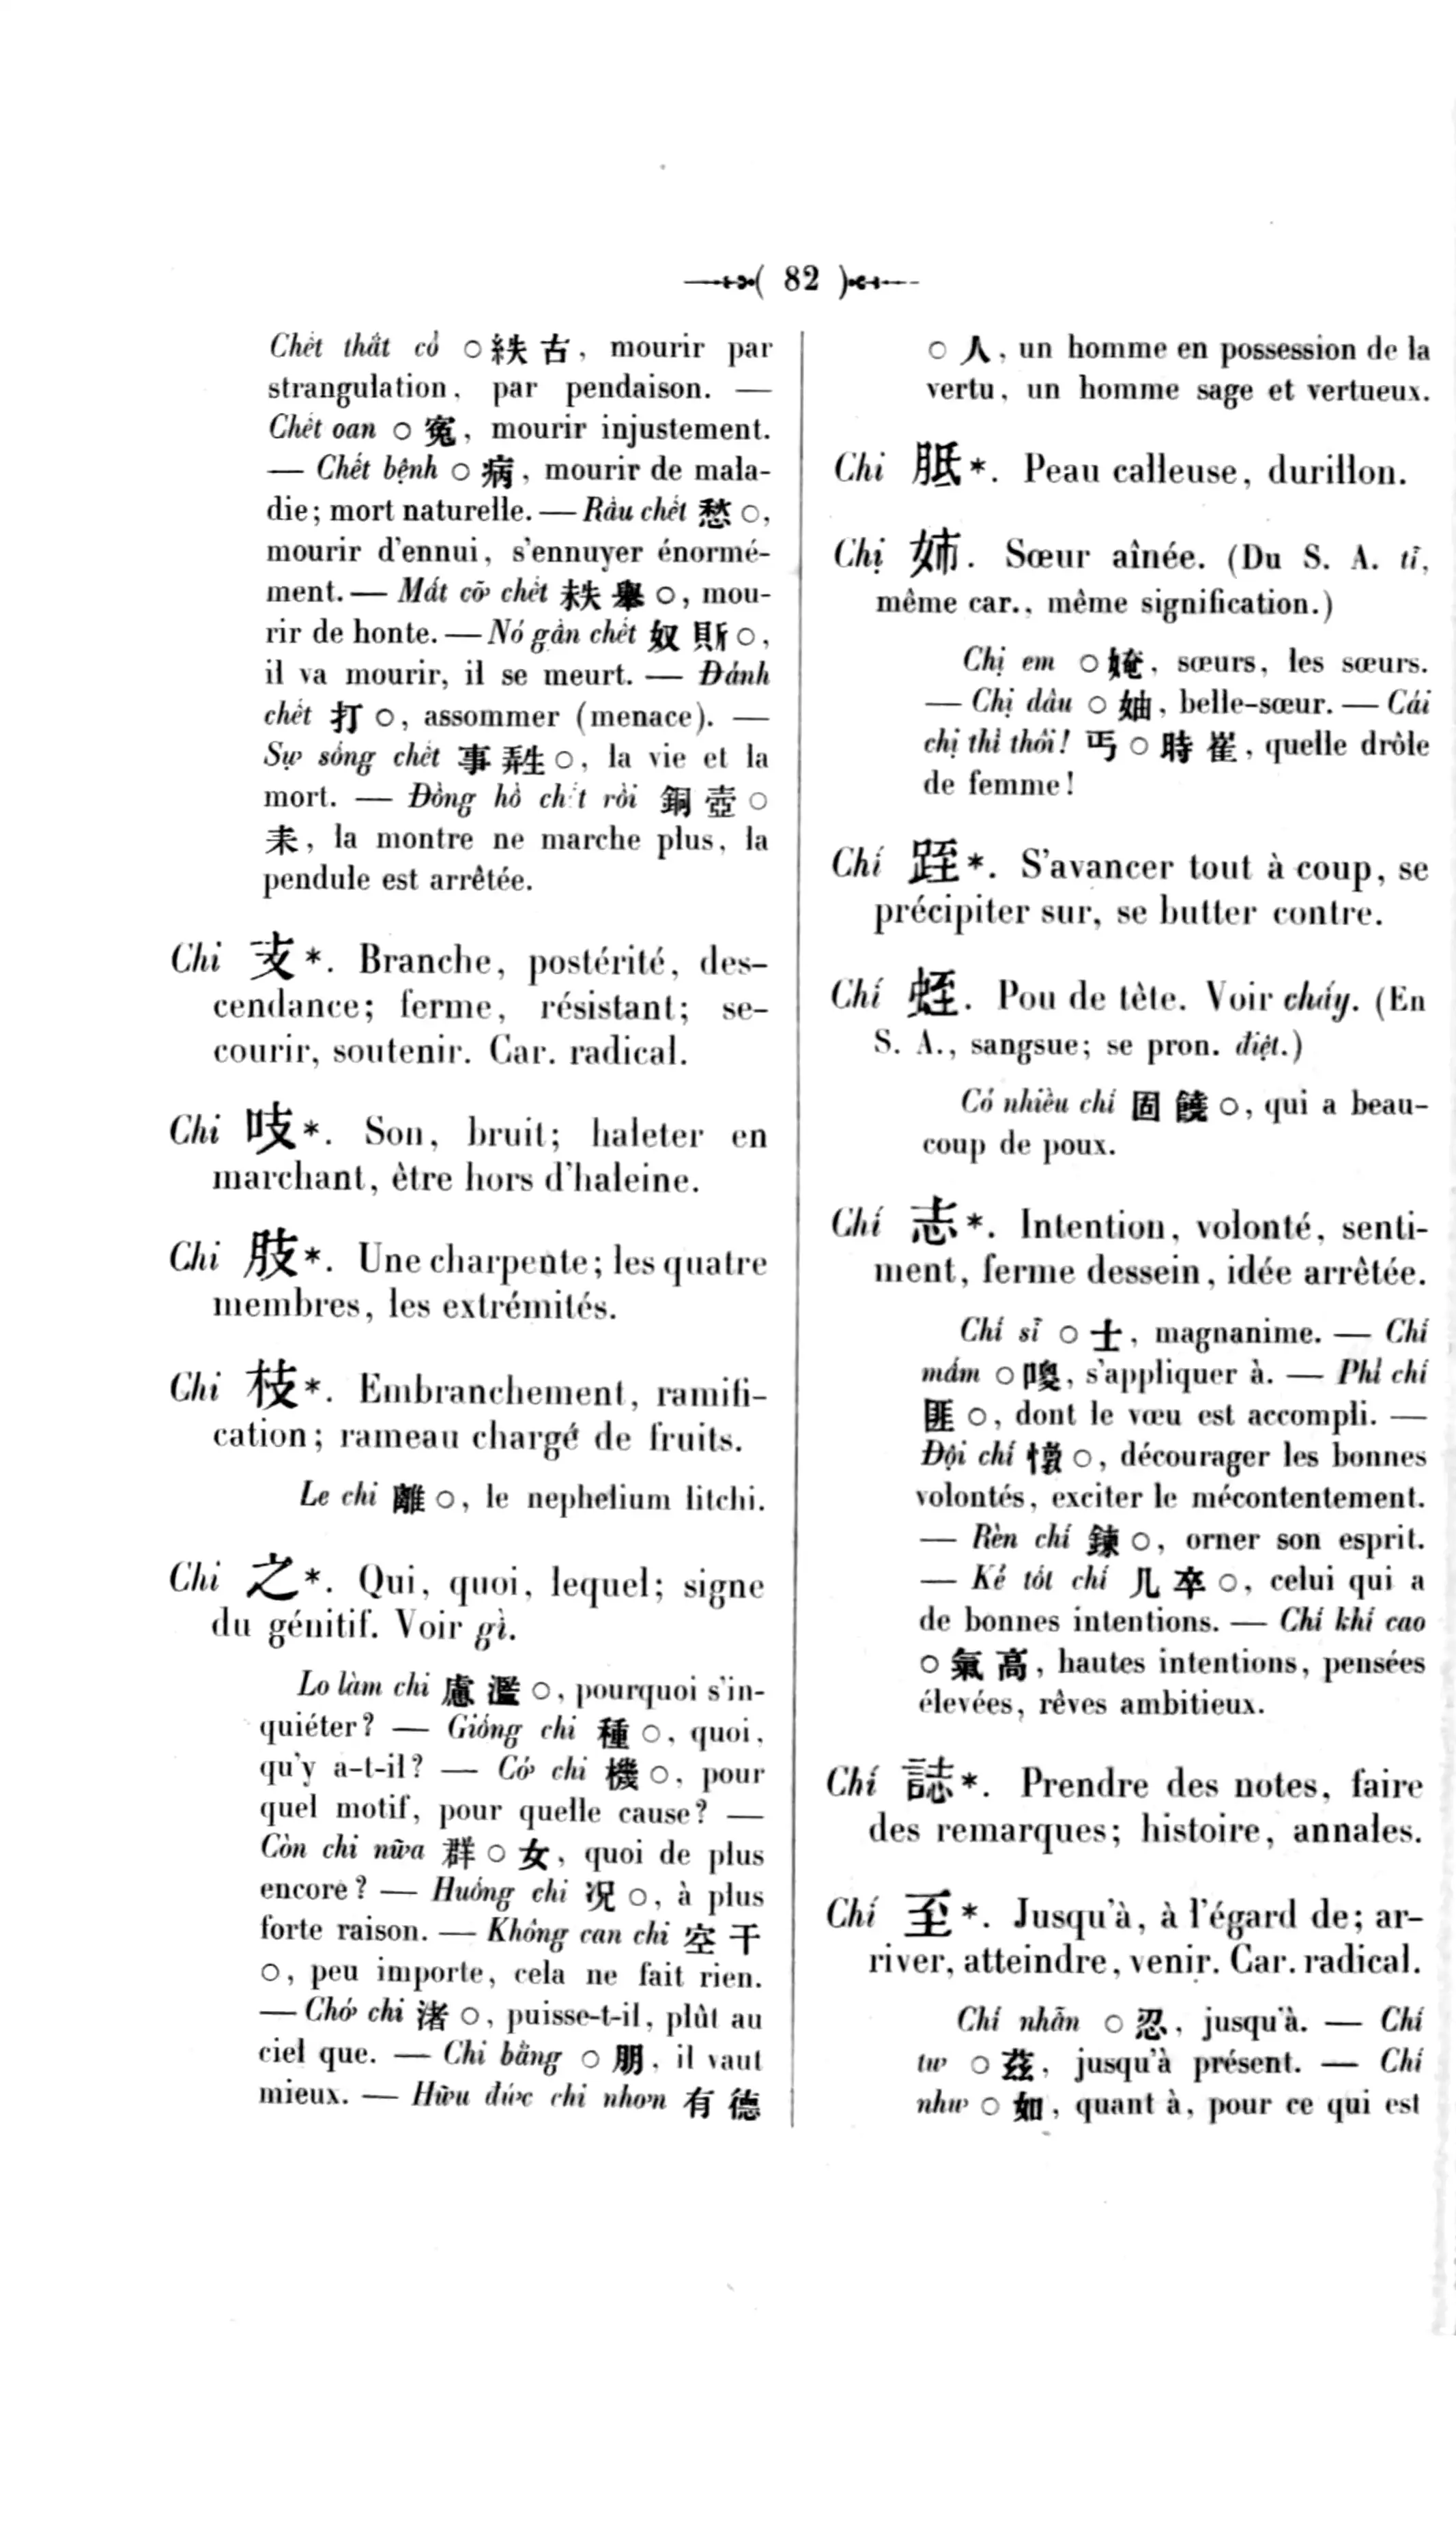 ( 82 )
Chết thắt cổ ○ 紩 古, mourir par
strangulation, par pendaison. —
Chết oan ○ 冤, mourir injustement.
— Chết bệnh ○ 病, mourir de mala-
die; mort naturelle. — Rầu chết 愁 ○,
mourir d'ennui, s'ennuyer énormé-
ment. — Mất cỡ chết 𠅒 舉 ○, mou-
rir de honte. — Nó gần chết 奴 𧵆 ○,
il va mourir, il se meurt. — Đánh
chết 打 ○, assommer (menace). —
Sự sống chết 事 𤯩 ○, la vie et la
mort. — Đồng hồ chết rồi 銅 壺 ○
耒, la montre ne marche plus, la
pendule est arrêtée.
Chi 支*. Branche, postérité, des-
cendance; ferme, résistant; se-
courir, soutenir. Car. radical.
Chi 吱*. Son, bruit; haleter en
marchant, être hors d'haleine.
Chi 肢*. Une charpente; les quatre
membres, les extrémités.
Chi 枝*. Embranchement, ramifi-
cation; rameau chargé de fruits.
Le chi 離 ○, le nephelium litchi.
Chi 之*. Qui, quoi, lequel; signe
du génitif. Voir gì.
Lo làm chi 慮 濫 ○, pourquoi s'in-
quiéter? — Giống chi 種 ○, quoi,
qu'y a-t-il? — Cớ chi 機 ○, pour
quel motif, pour quelle cause? —
Còn chi nữa 群 ○ 女, quoi de plus
encore? — Huống chi 况 ○, à plus
forte raison. — Không can chi 空 干
○, peu importe, cela ne fait rien.
— Chớ chi 渚 ○, puisse-t-il, plût au
ciel que. — Chi bằng ○ 朋, il vaut
mieux. — Hữu đức chi nhơn 有 德
○ 人, un homme en possession de la
vertu, un homme sage et vertueux.
Chi 胝*. Peau calleuse, durillon.
Chị 姉. Sœur aînée. (Du S. A. tỉ,
même car., même signification.)
Chị em ○ 㛪, sœurs, les sœurs.
— Chị dâu ○ 妯, belle-sœur. — Cái
chị thì thôi! 丐 ○ 時 崔, quelle drôle
de femme!
Chí 跮*. S'avancer tout à coup, se
précipiter sur, se butter contre.
Chí 蛭. Pou de tête. Voir cháy. (En
S. A., sangsue; se pron. điệt.)
Có nhiều chí 固 饒 ○, qui a beau-
coup de poux.
Chí 志*. Intention, volonté, senti-
ment, ferme dessein, idée arrêtée.
Chí sĩ ○ 士, magnanime. — Chí
mắm ○, s'appliquer à. — Phỉ chí
匪 ○, dont le vœu est accompli. —
Đội chí 憞 ○, décourager les bonnes
volontés, exciter le mécontentement.
— Rèn chí 鍊 ○, orner son esprit.
— Kẻ tốt chí 几 卒 ○, celui qui a
de bonnes intentions. — Chí khí cao
○ 氣 高, hautes intentions, pensées
élevées, rêves ambitieux.
Chí 誌*. Prendre des notes, faire
des remarques; histoire, annales.
Chí 至*. Jusqu'à, à l'égard de; ar-
river, atteindre, venir. Car. radical.
Chí nhẫn ○ 忍, jusqu'à. — Chí
tư ○ 茲, jusqu'à présent. — Chí
như ○ 如, quant à, pour ce qui est